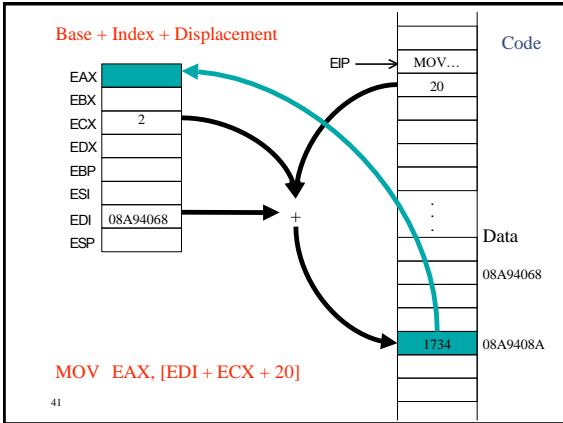 Base + Index + Displacement
Code
EIP
MOV…
20
EAX
EBX
ECX 2
EDX
EBP
ESI
EDI 08A94068
ESP
+
.
.
.
Data
08A94068
1734 08A9408A
MOV EAX, [EDI + ECX + 20]
41